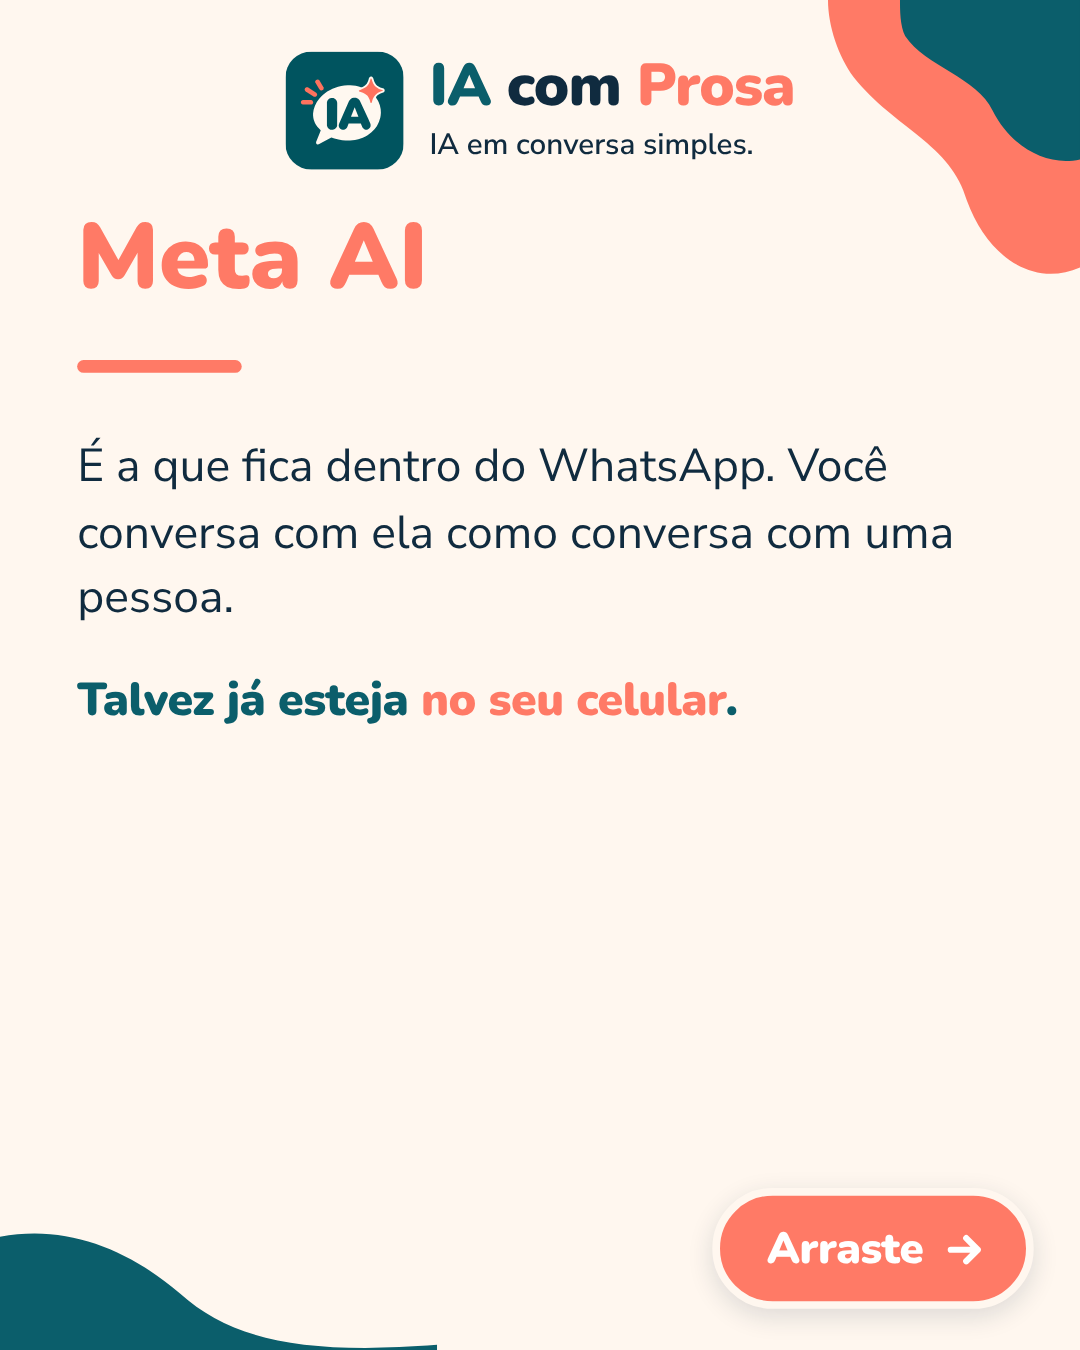 IA
IA com Prosa
IA em conversa simples.
Meta AI
É a que fica dentro do WhatsApp. Você
conversa com ela como conversa com uma
pessoa.
Talvez já esteja no seu celular.
Arraste →